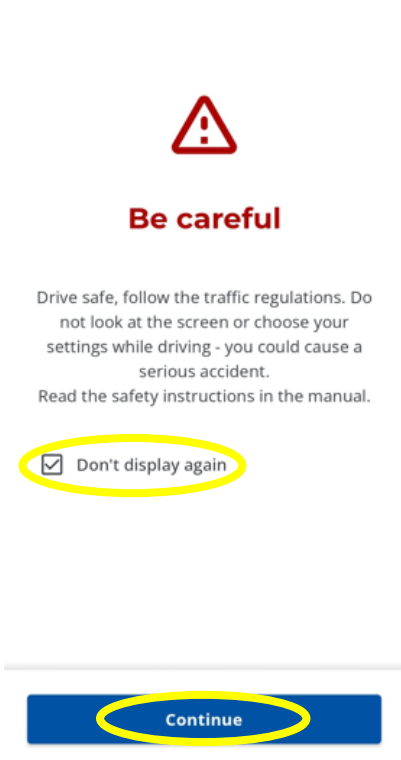 Be careful
Drive safe, follow the traffic regulations. Do
not look at the screen or choose your
settings while driving - you could cause a
serious accident.
Read the safety instructions in the manual.
Don't display again
Continue